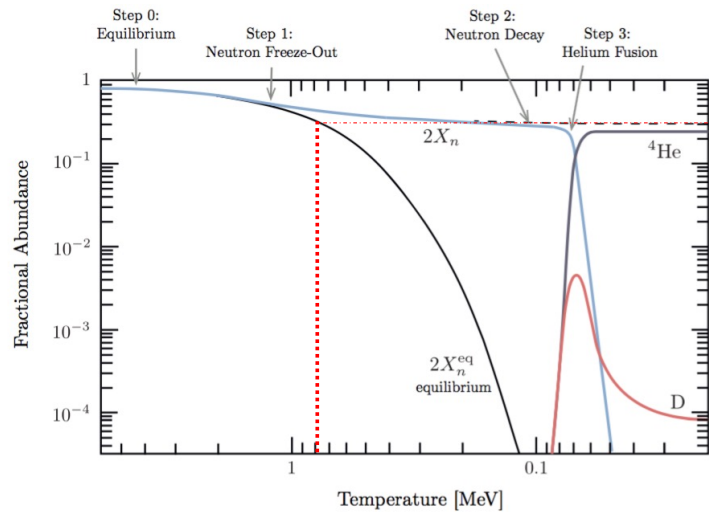 Step 0:
Equilibrium
Step 1:
Neutron Freeze-Out
Step 2:
Neutron Decay
Step 3:
Helium Fusion
1
10⁻¹
10⁻²
10⁻³
10⁻⁴
Fractional Abundance
2Xₙ
⁴He
2Xₙᵉq
equilibrium
D
1
0.1
Temperature [MeV]